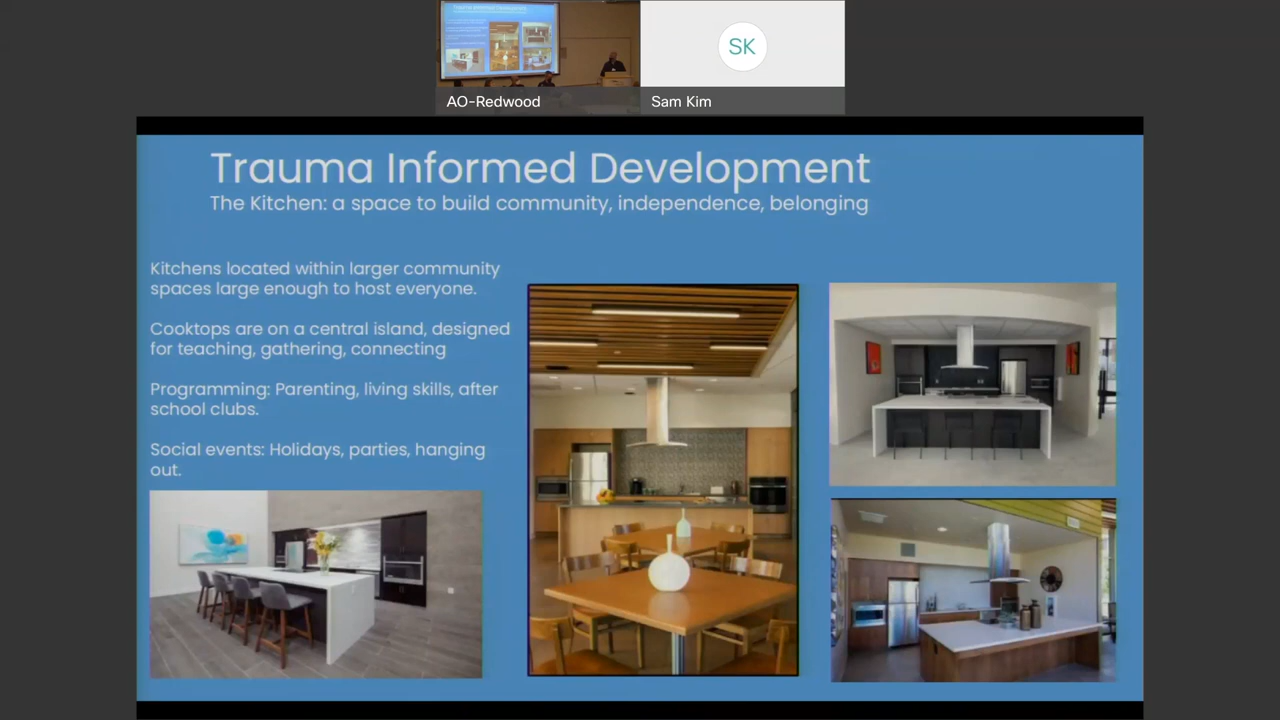 AO-Redwood
SK
Sam Kim
Trauma Informed Development
The Kitchen: a space to build community, independence, belonging
Kitchens located within larger community
spaces large enough to host everyone.
Cooktops are on a central island, designed
for teaching, gathering, connecting
Programming: Parenting, living skills, after
school clubs.
Social events: Holidays, parties, hanging
out.